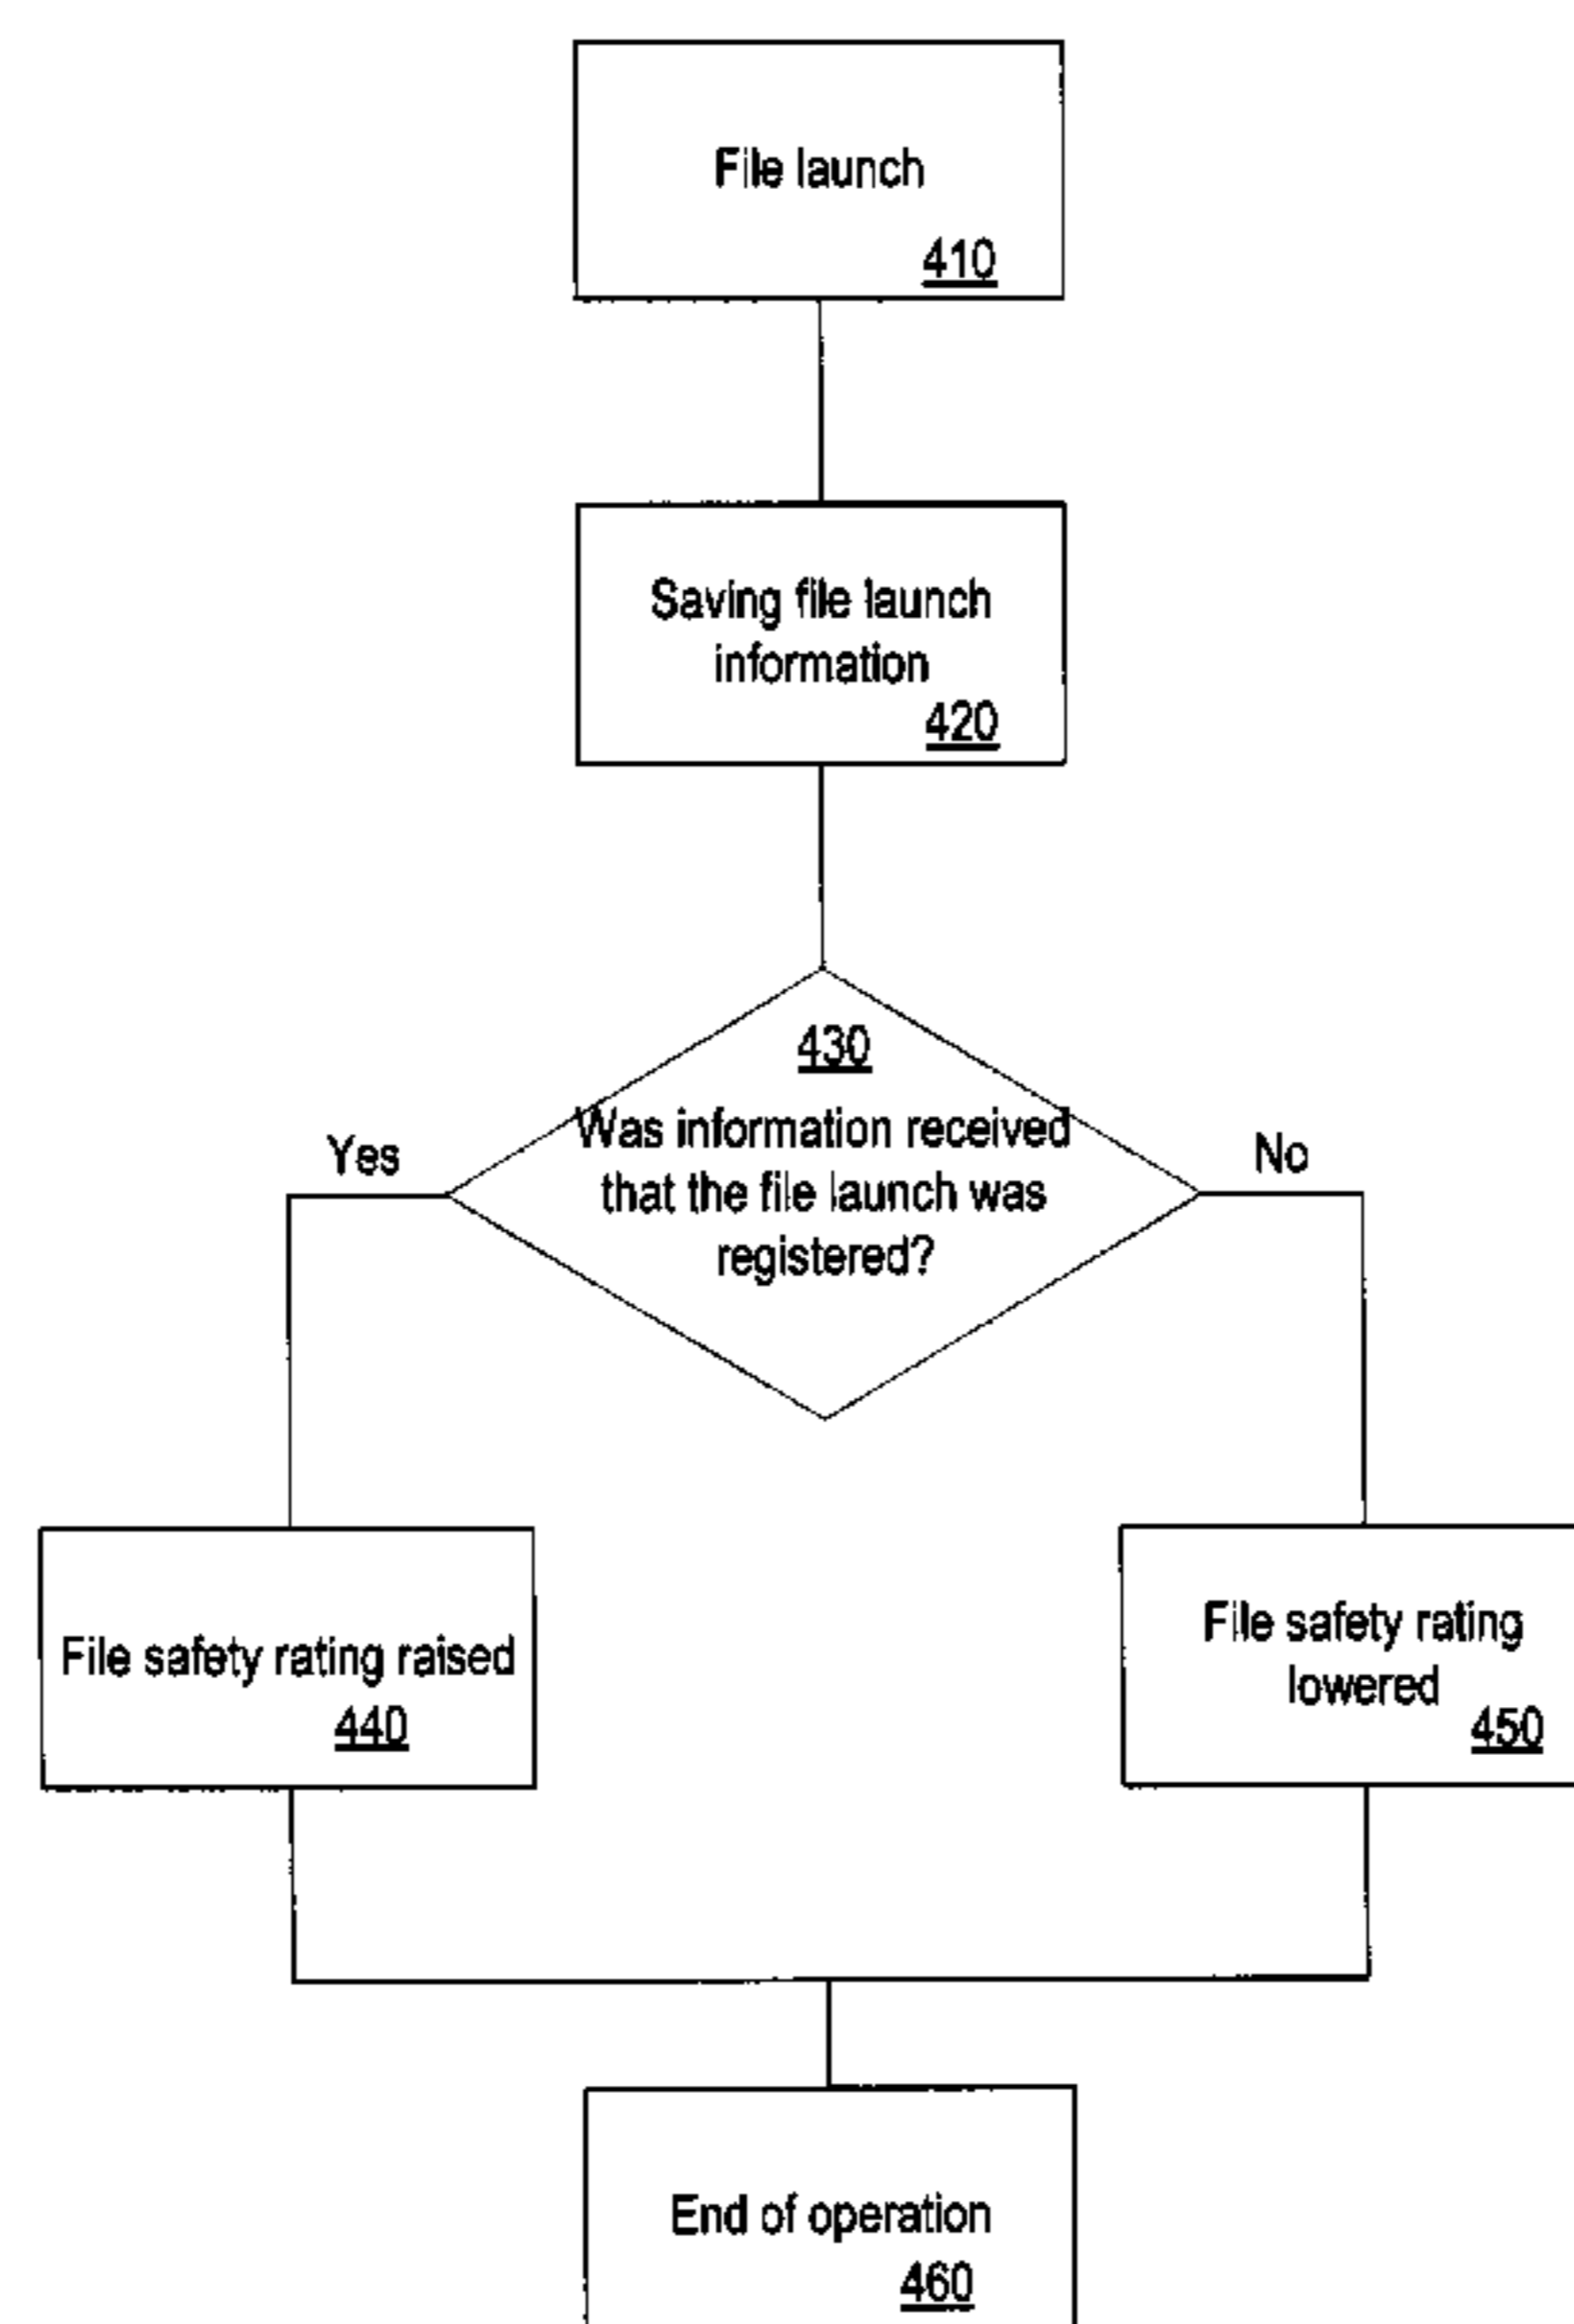 File launch
410
Saving file launch
information
420
430
Was information received
that the file launch was
registered?
Yes
No
File safety rating raised
440
File safety rating
lowered
450
End of operation
460